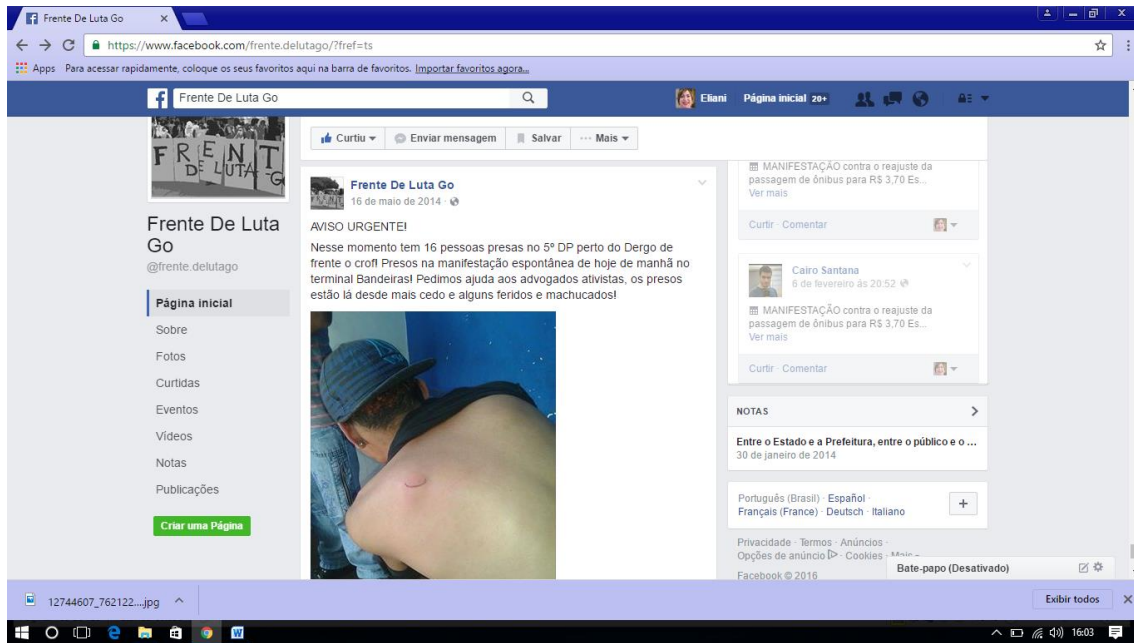 Frente De Luta Go
https://www.facebook.com/frente.delutago/?fref=ts
Apps Para acessar rapidamente, coloque os seus favoritos aqui na barra de favoritos. Importar favoritos agora...
Frente De Luta Go
Eliani Página inicial 20+
FRENT
DE LUTA-G
Frente De Luta
Go
@frente.delutago
Página inicial
Sobre
Fotos
Curtidas
Eventos
Vídeos
Notas
Publicações
Criar uma Página
Curtiu Enviar mensagem Salvar Mais
Frente De Luta Go
16 de maio de 2014
AVISO URGENTE!
Nesse momento tem 16 pessoas presas no 5º DP perto do Dergo de
frente o crof! Presos na manifestação espontânea de hoje de manhã no
terminal Bandeiras! Pedimos ajuda aos advogados ativistas, os presos
estão lá desde mais cedo e alguns feridos e machucados!
MANIFESTAÇÃO contra o reajuste da
passagem de ônibus para R$ 3,70 Es...
Ver mais
Curtir · Comentar
Cairo Santana
6 de fevereiro às 20:52
MANIFESTAÇÃO contra o reajuste da
passagem de ônibus para R$ 3,70 Es...
Ver mais
Curtir · Comentar
NOTAS
Entre o Estado e a Prefeitura, entre o público e o ...
30 de janeiro de 2014
Português (Brasil) · Español ·
Français (France) · Deutsch · Italiano
Privacidade · Termos · Anúncios ·
Opções de anúncio · Cookies · Mais
Facebook © 2016
Bate-papo (Desativado)
12744607_762122...jpg
Exibir todos
16:03